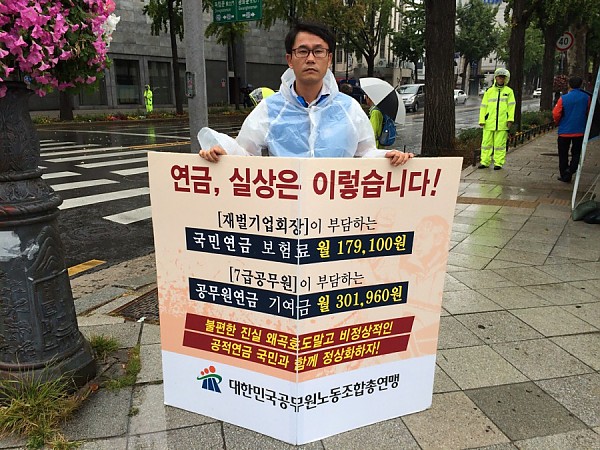 연금, 실상은 이렇습니다!
[재벌기업회장]이 부담하는
국민연금 보험료 월 179,100원
[7급공무원]이 부담하는
공무원연금 기여금 월 301,960원
불편한 진실 왜곡호도말고 비정상적인
공적연금 국민과 함께 정상화하자!
대한민국공무원노동조합총연맹
40